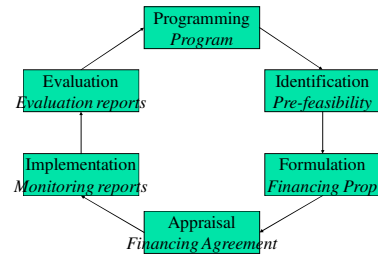 Programming
Program
Identification
Pre-feasibility
Formulation
Financing Prop
Appraisal
Financing Agreement
Implementation
Monitoring reports
Evaluation
Evaluation reports